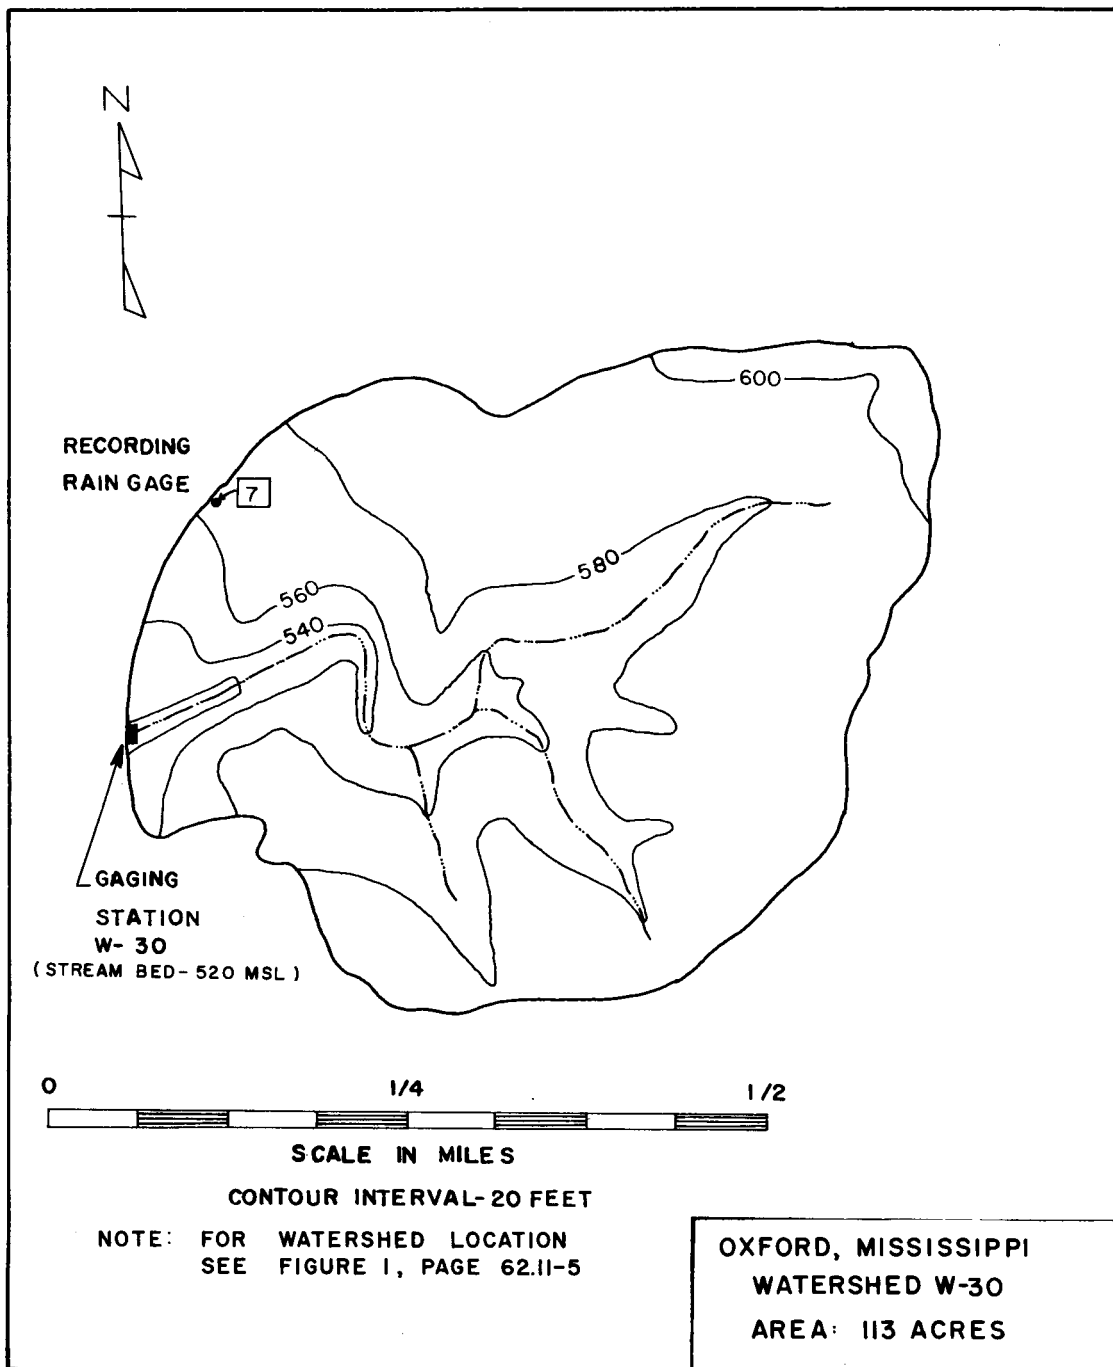 N
600
RECORDING
RAIN GAGE
7
580
560
540
GAGING
STATION
W-30
(STREAM BED-520 MSL)
0 1/4 1/2
SCALE IN MILES
CONTOUR INTERVAL-20 FEET
NOTE: FOR WATERSHED LOCATION
SEE FIGURE 1, PAGE 62.11-5
OXFORD, MISSISSIPPI
WATERSHED W-30
AREA: 113 ACRES